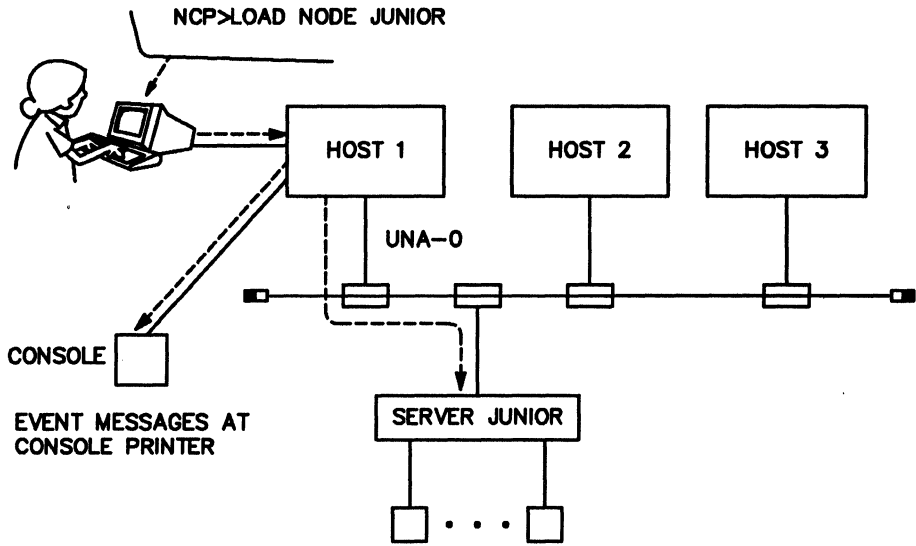 NCP>LOAD NODE JUNIOR
HOST 1
HOST 2
HOST 3
UNA-0
CONSOLE
EVENT MESSAGES AT
CONSOLE PRINTER
SERVER JUNIOR